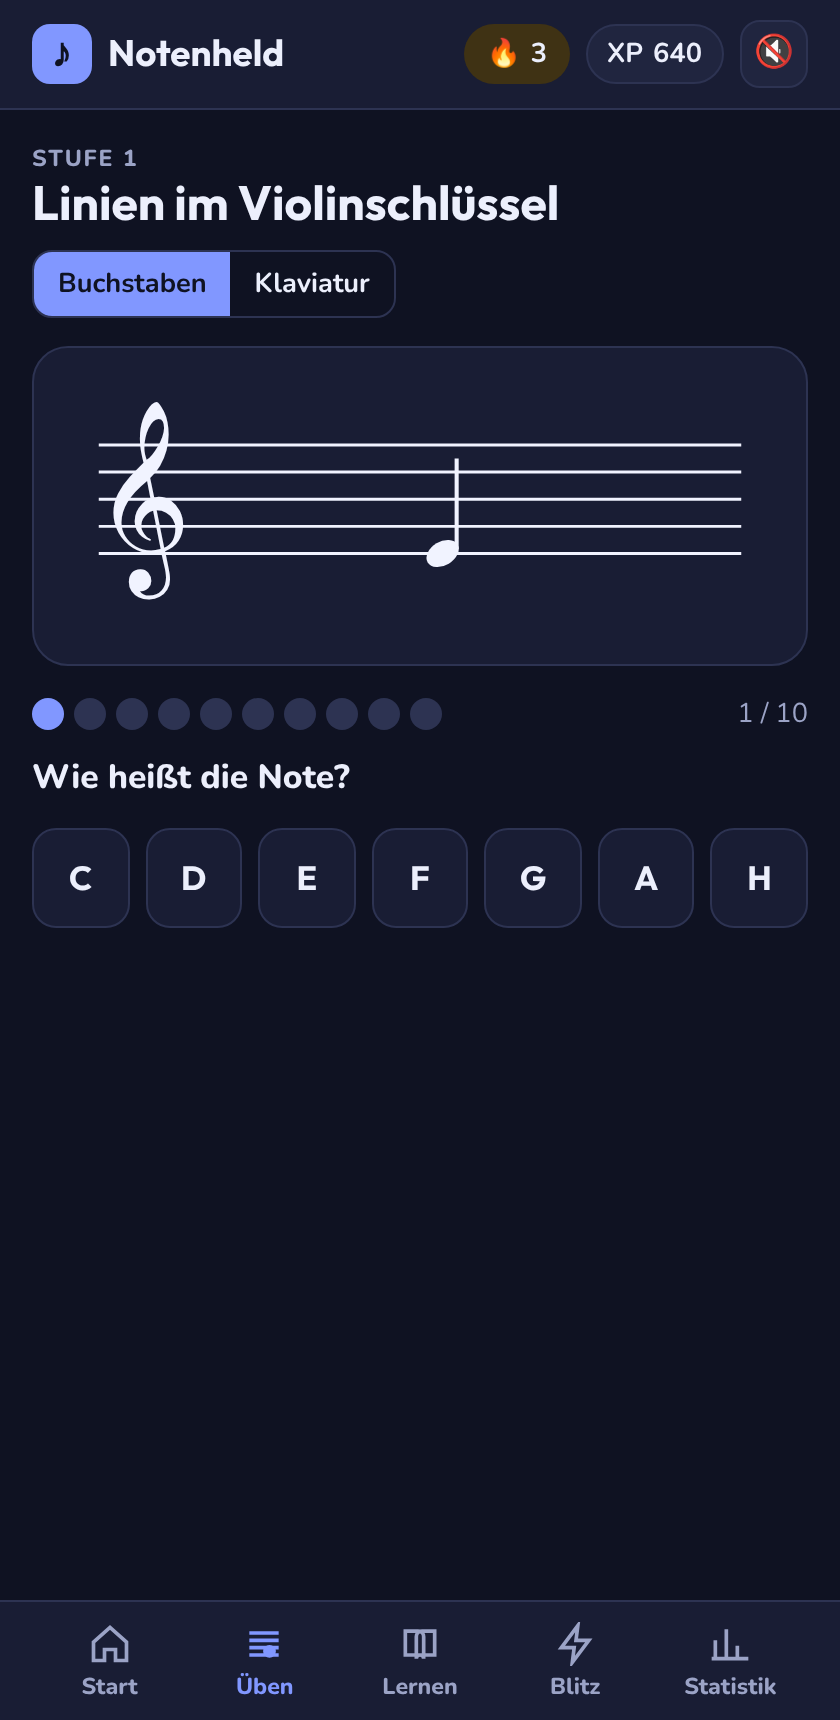 Notenheld
3
XP 640
STUFE 1
Linien im Violinschlüssel
Buchstaben
Klaviatur
1 / 10
Wie heißt die Note?
C D E F G A H
Start
Üben
Lernen
Blitz
Statistik